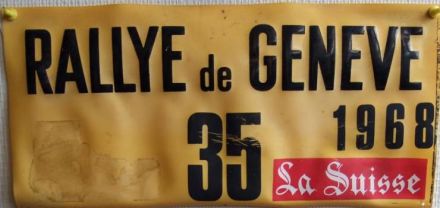 RALLYE de GENEVE
1968
35
La Suisse